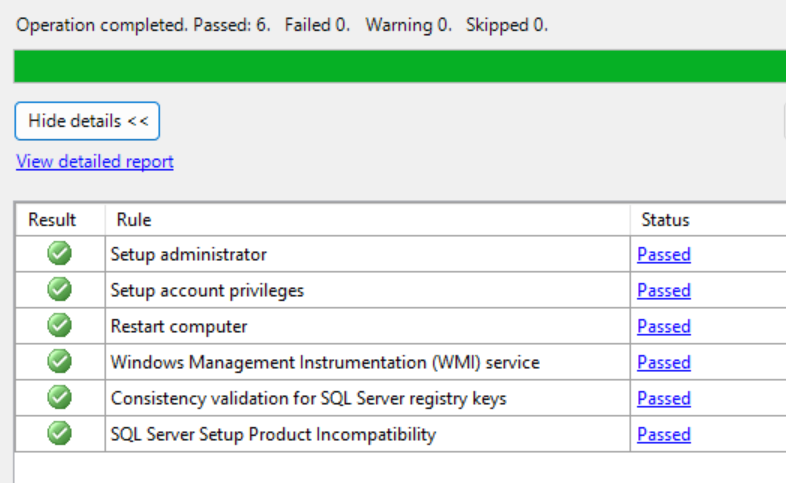 Operation completed. Passed: 6.   Failed 0.   Warning 0.   Skipped 0.
Hide details <<
View detailed report
Result Rule Status
Setup administrator Passed
Setup account privileges Passed
Restart computer Passed
Windows Management Instrumentation (WMI) service Passed
Consistency validation for SQL Server registry keys Passed
SQL Server Setup Product Incompatibility Passed